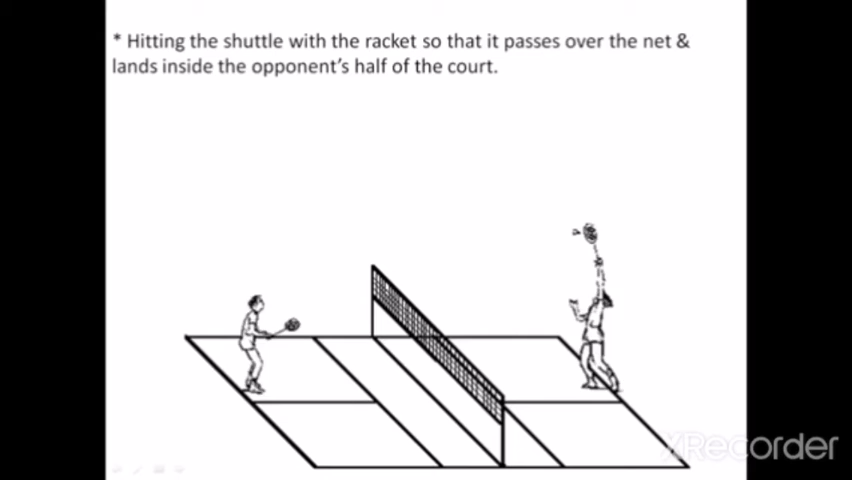 * Hitting the shuttle with the racket so that it passes over the net &
lands inside the opponent's half of the court.
XRecorder